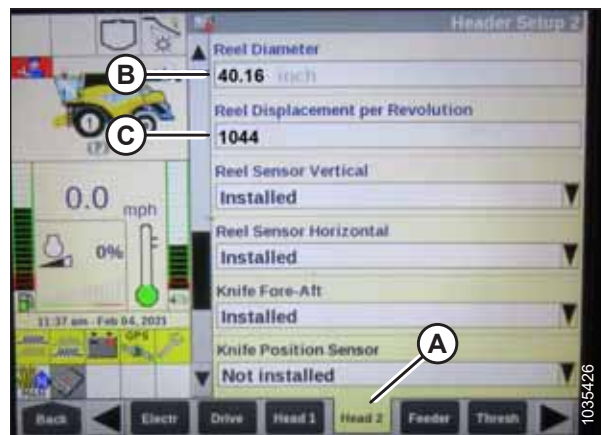 Header Setup 2
Reel Diameter
B
40.16 inch
Reel Displacement per Revolution
C
1044
Reel Sensor Vertical
Installed
0.0 mph
Reel Sensor Horizontal
Installed
0%
Knife Fore-Aft
Installed
11:37 am - Feb 04, 2021
GPS
Knife Position Sensor
A
Not installed
Back
Electr
Drive
Head 1
Head 2
Feeder
Thresh
1035426